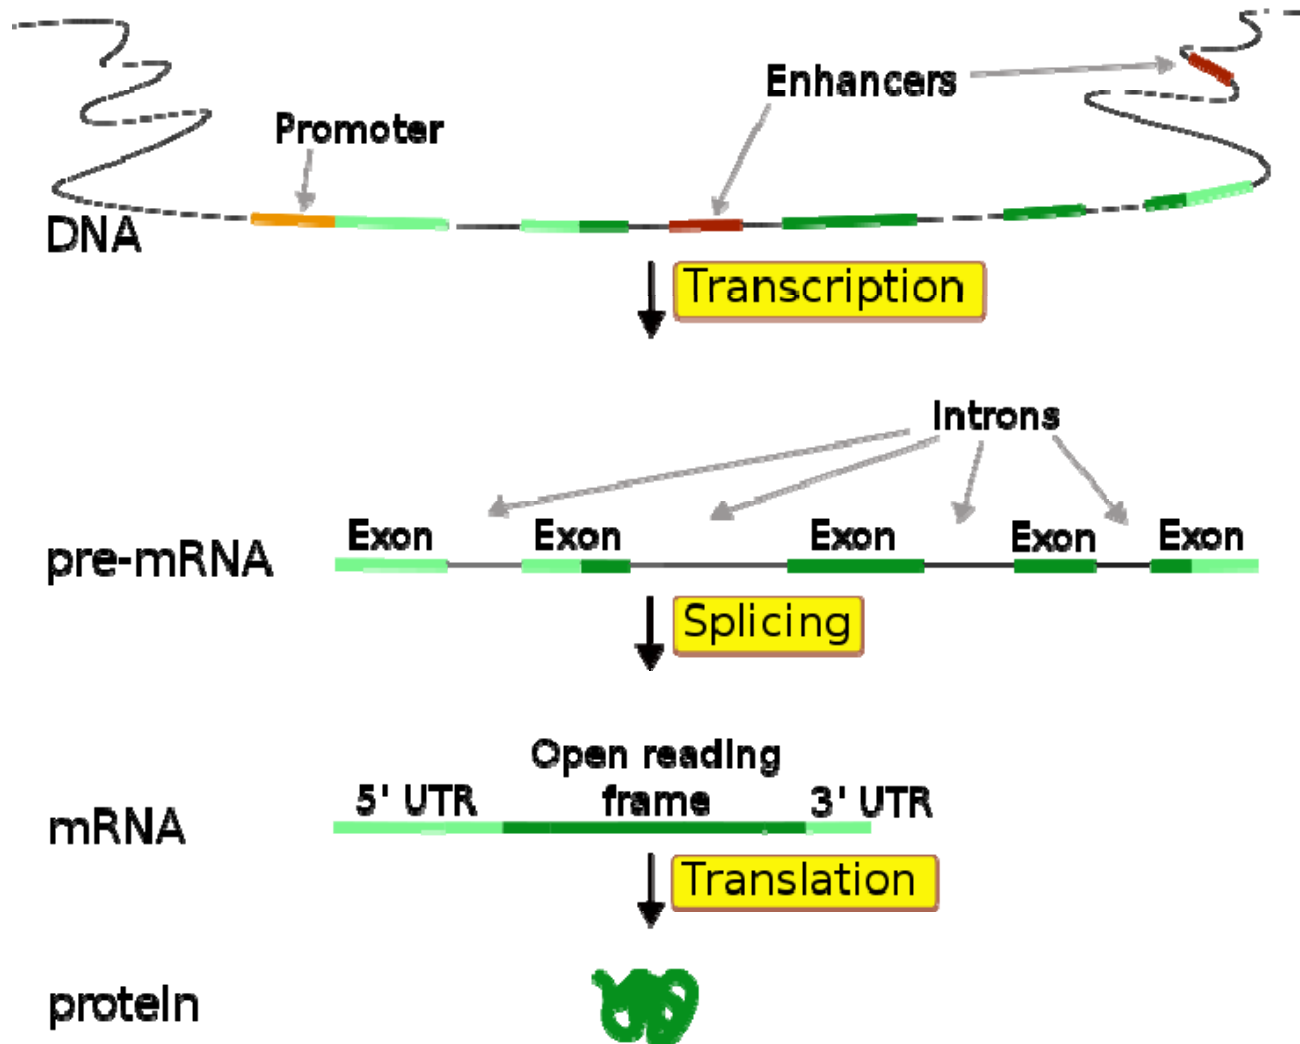 Enhancers
Promoter
DNA
Transcription
Introns
Exon Exon Exon Exon Exon
pre-mRNA
Splicing
Open reading
frame
5' UTR 3' UTR
mRNA
Translation
protein